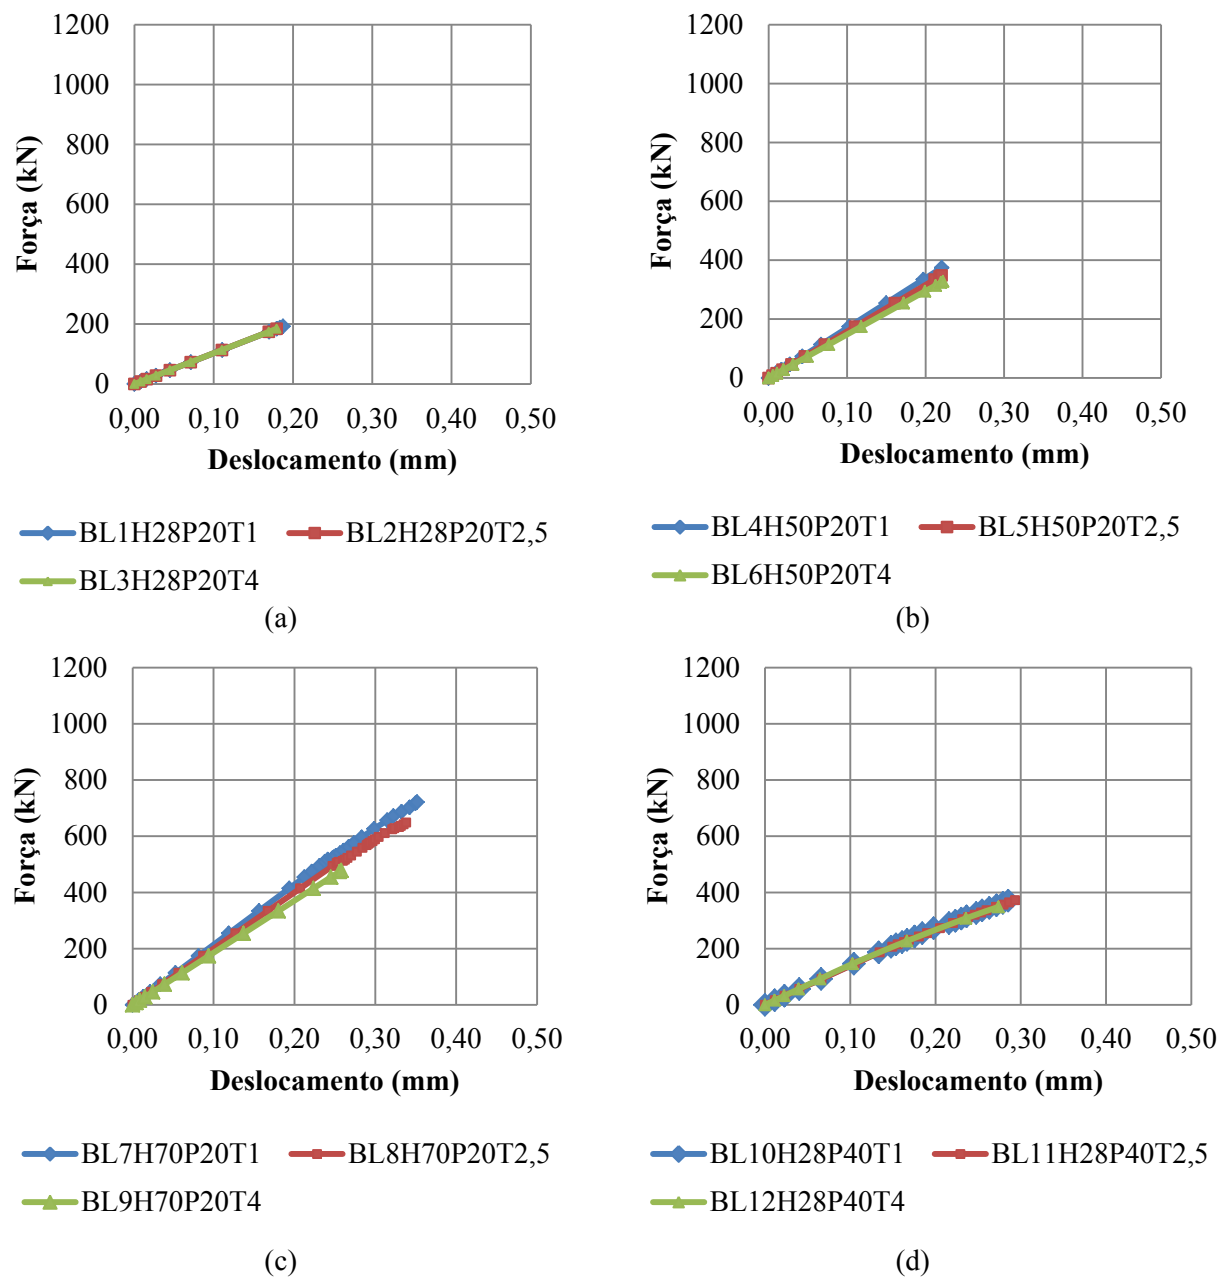 1200
1000
800
600
400
200
0
Força (kN)
0,00 0,10 0,20 0,30 0,40 0,50
Deslocamento (mm)
BL1H28P20T1 BL2H28P20T2,5
BL3H28P20T4
(a)
1200
1000
800
600
400
200
0
Força (kN)
0,00 0,10 0,20 0,30 0,40 0,50
Deslocamento (mm)
BL4H50P20T1 BL5H50P20T2,5
BL6H50P20T4
(b)
1200
1000
800
600
400
200
0
Força (kN)
0,00 0,10 0,20 0,30 0,40 0,50
Deslocamento (mm)
BL7H70P20T1 BL8H70P20T2,5
BL9H70P20T4
(c)
1200
1000
800
600
400
200
0
Força (kN)
0,00 0,10 0,20 0,30 0,40 0,50
Deslocamento (mm)
BL10H28P40T1 BL11H28P40T2,5
BL12H28P40T4
(d)